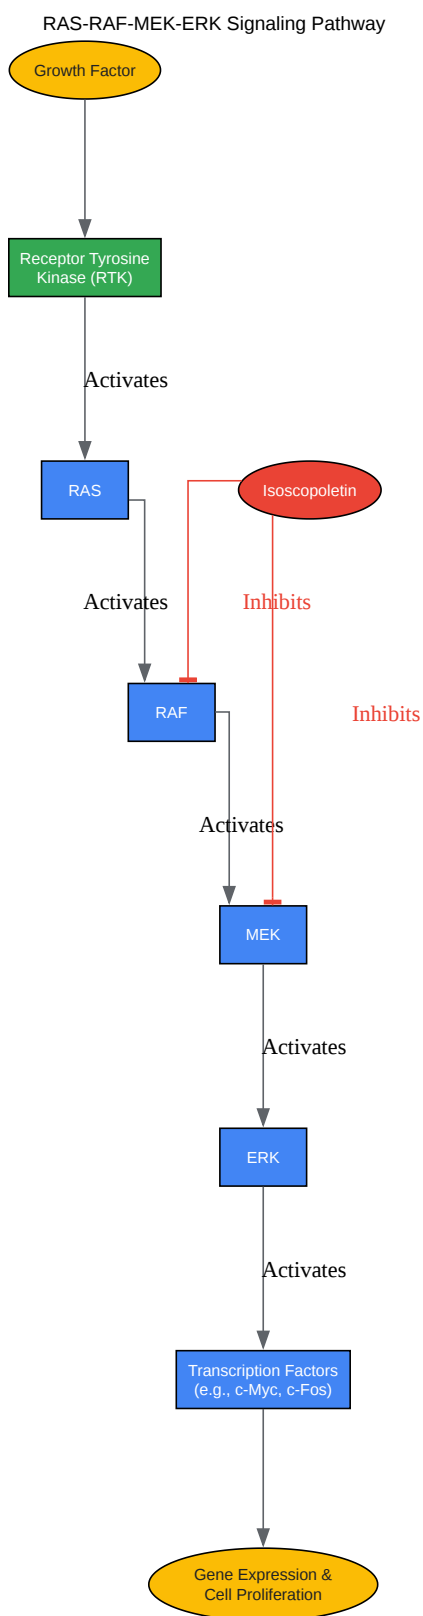 RAS-RAF-MEK-ERK Signaling Pathway
Growth Factor
Receptor Tyrosine
Kinase (RTK)
Activates
RAS
Isoscopoletin
Activates
Inhibits
RAF
Inhibits
Activates
MEK
Activates
ERK
Activates
Transcription Factors
(e.g., c-Myc, c-Fos)
Gene Expression &
Cell Proliferation